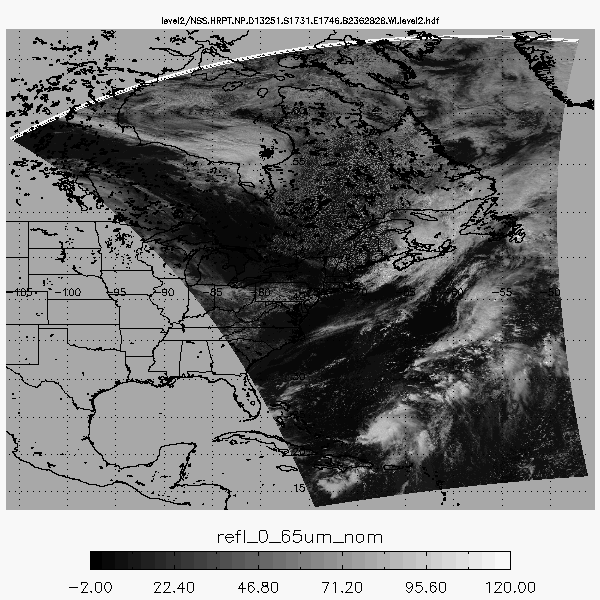 level2/NSS.HRPT.NP.D13251.S1731.E1746.B2362828.WI.level2.hdf
55
-105 -100 -95 -90 -85 -80 -55
15
refl_0_65um_nom
-2.00 22.40 46.80 71.20 95.60 120.00